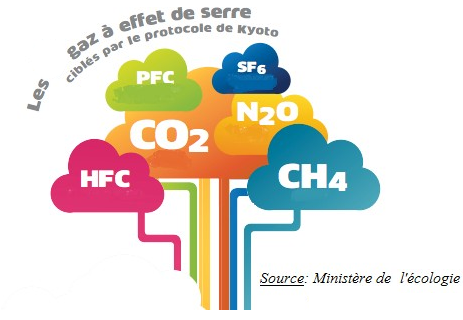 Les gaz à effet de serre
ciblés par le protocole de Kyoto
PFC
SF6
N2O
CO2
HFC
CH4
Source: Ministère de l'écologie